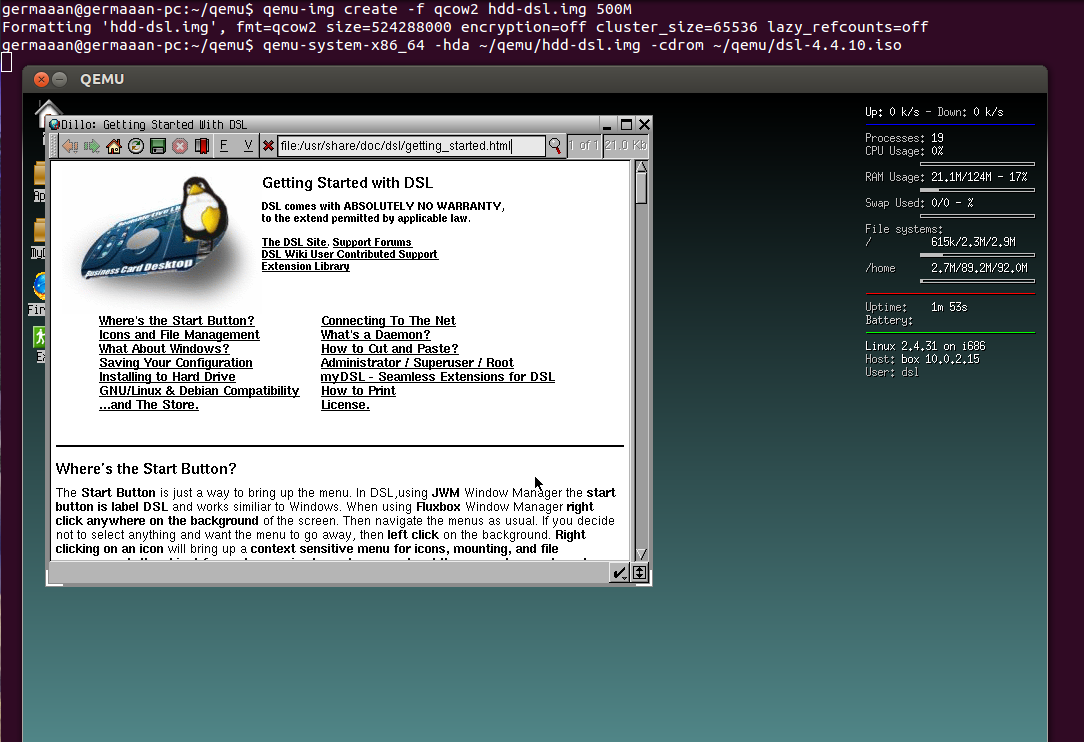 germaaan@germaaan-pc:~/qemu$ qemu-img create -f qcow2 hdd-dsl.img 500M
Formatting 'hdd-dsl.img', fmt=qcow2 size=524288000 encryption=off cluster_size=65536 lazy_refcounts=off
germaaan@germaaan-pc:~/qemu$ qemu-system-x86_64 -hda ~/qemu/hdd-dsl.img -cdrom ~/qemu/dsl-4.4.10.iso
QEMU
Dillo: Getting Started With DSL
F V file:/usr/share/doc/dsl/getting_started.html 1 of 1 21.0 Kb
Getting Started with DSL
DSL comes with ABSOLUTELY NO WARRANTY,
to the extend permitted by applicable law.
The DSL Site, Support Forums
DSL Wiki User Contributed Support
Extension Library
DSL
Business Card Desktop
Where's the Start Button?
Icons and File Management
What About Windows?
Saving Your Configuration
Installing to Hard Drive
GNU/Linux & Debian Compatibility
...and The Store.
Connecting To The Net
What's a Daemon?
How to Cut and Paste?
Administrator / Superuser / Root
myDSL - Seamless Extensions for DSL
How to Print
License.
Where's the Start Button?
The Start Button is just a way to bring up the menu. In DSL,using JWM Window Manager the start
button is label DSL and works similiar to Windows. When using Fluxbox Window Manager right
click anywhere on the background of the screen. Then navigate the menus as usual. If you decide
not to select anything and want the menu to go away, then left click on the background. Right
clicking on an icon will bring up a context sensitive menu for icons, mounting, and file
Up: 0 k/s - Down: 0 k/s
Processes: 19
CPU Usage: 0%
RAM Usage: 21.1M/124M - 17%
Swap Used: 0/0 - %
File systems:
/ 615k/2.3M/2.9M
/home 2.7M/89.2M/92.0M
Uptime: 1m 53s
Battery:
Linux 2.4.31 on i686
Host: box 10.0.2.15
User: dsl